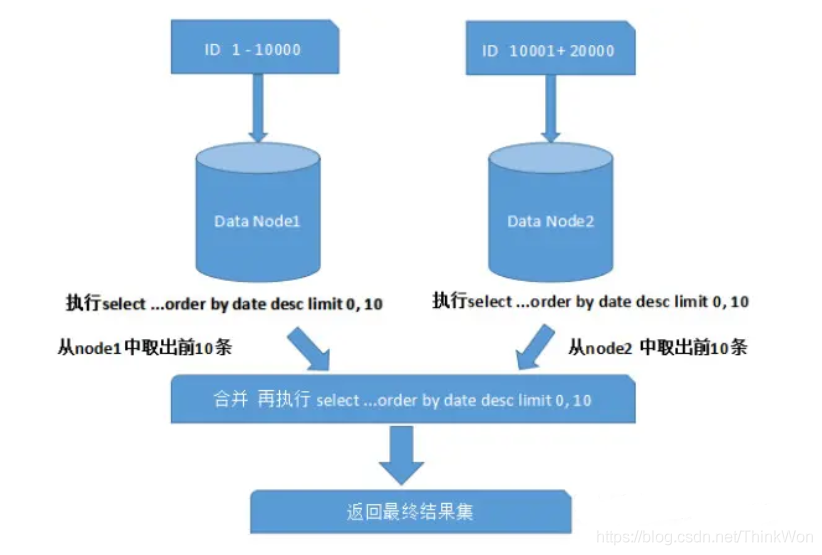 ID 1 - 10000
ID 10001+ 20000
Data Node1
Data Node2
执行select ...order by date desc limit 0, 10
执行select ...order by date desc limit 0, 10
从node1中取出前10条
从node2 中取出前10条
合并 再执行 select ...order by date desc limit 0, 10
返回最终结果集
https://blog.csdn.net/ThinkWon